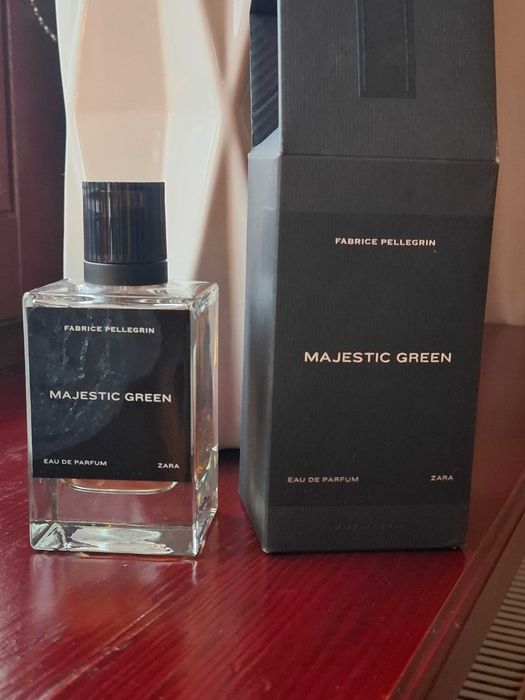 FABRICE PELLEGRIN
MAJESTIC GREEN
EAU DE PARFUM ZARA
FABRICE PELLEGRIN
MAJESTIC GREEN
EAU DE PARFUM ZARA